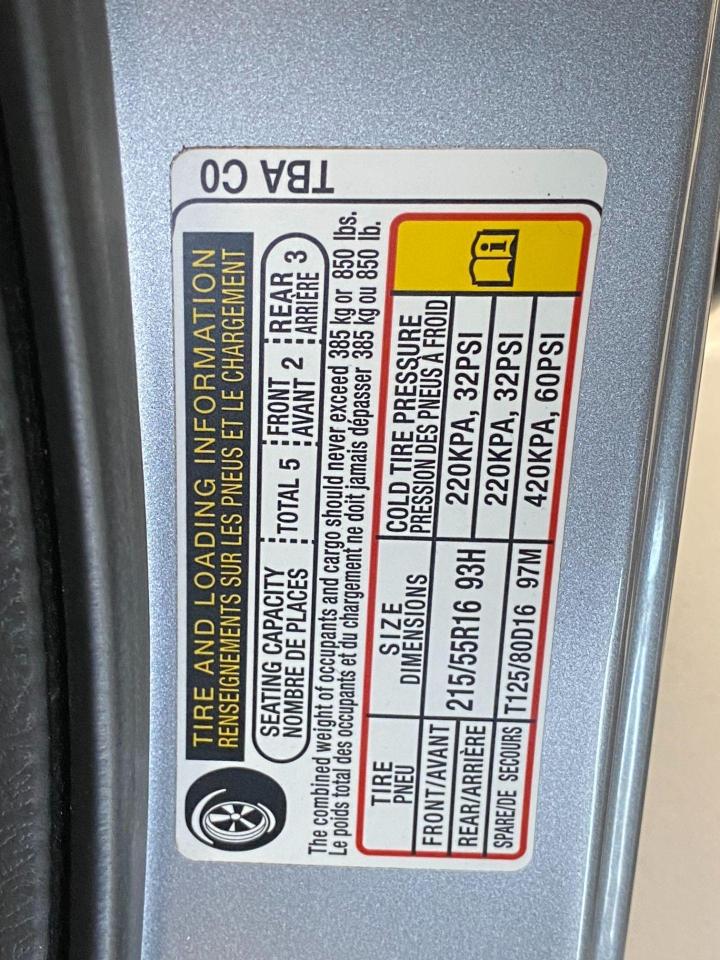 TBA C0
TIRE AND LOADING INFORMATION
RENSEIGNEMENTS SUR LES PNEUS ET LE CHARGEMENT
SEATING CAPACITY TOTAL 5 FRONT 2 REAR 3
NOMBRE DE PLACES AVANT ARRIÈRE
The combined weight of occupants and cargo should never exceed 385 kg or 850 lbs.
Le poids total des occupants et du chargement ne doit jamais dépasser 385 kg ou 850 lb.
TIRE SIZE COLD TIRE PRESSURE
PNEU DIMENSIONS PRESSION DES PNEUS À FROID
FRONT/AVANT 215/55R16 93H 220KPA, 32PSI
REAR/ARRIÈRE 220KPA, 32PSI
SPARE/DE SECOURS T125/80D16 97M 420KPA, 60PSI